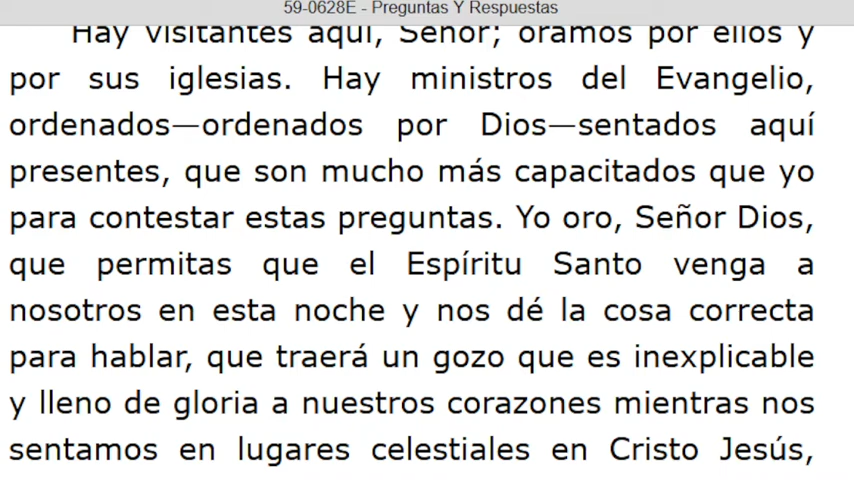 59-0628E - Preguntas Y Respuestas
Hay visitantes aquí, Señor; oramos por ellos y
por sus iglesias. Hay ministros del Evangelio,
ordenados—ordenados por Dios—sentados aquí
presentes, que son mucho más capacitados que yo
para contestar estas preguntas. Yo oro, Señor Dios,
que permitas que el Espíritu Santo venga a
nosotros en esta noche y nos dé la cosa correcta
para hablar, que traerá un gozo que es inexplicable
y lleno de gloria a nuestros corazones mientras nos
sentamos en lugares celestiales en Cristo Jesús,